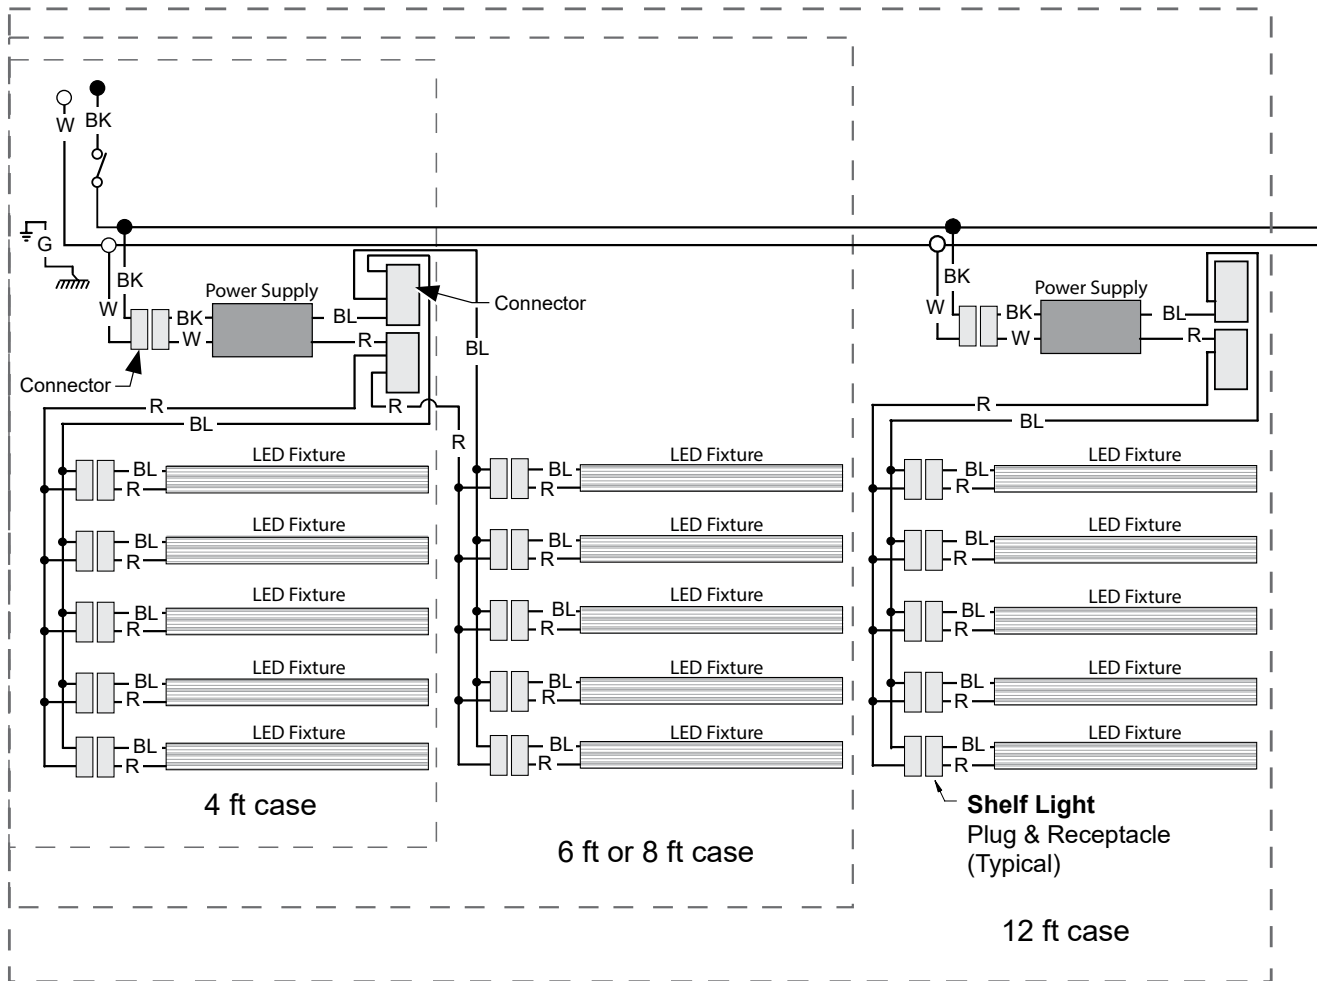 W
BK
G
BK
W
Power Supply
BK
W
BL
R
Connector
Connector
BL
R
R
BL
R
BK
W
Power Supply
BK
W
BL
R
R
BL
LED Fixture
BL
R
LED Fixture
BL
R
LED Fixture
BL
R
LED Fixture
BL
R
LED Fixture
BL
R
4 ft case
LED Fixture
BL
R
LED Fixture
BL
R
LED Fixture
BL
R
LED Fixture
BL
R
LED Fixture
BL
R
6 ft or 8 ft case
LED Fixture
BL
R
LED Fixture
BL
R
LED Fixture
BL
R
LED Fixture
BL
R
LED Fixture
BL
R
Shelf Light
Plug & Receptacle
(Typical)
12 ft case